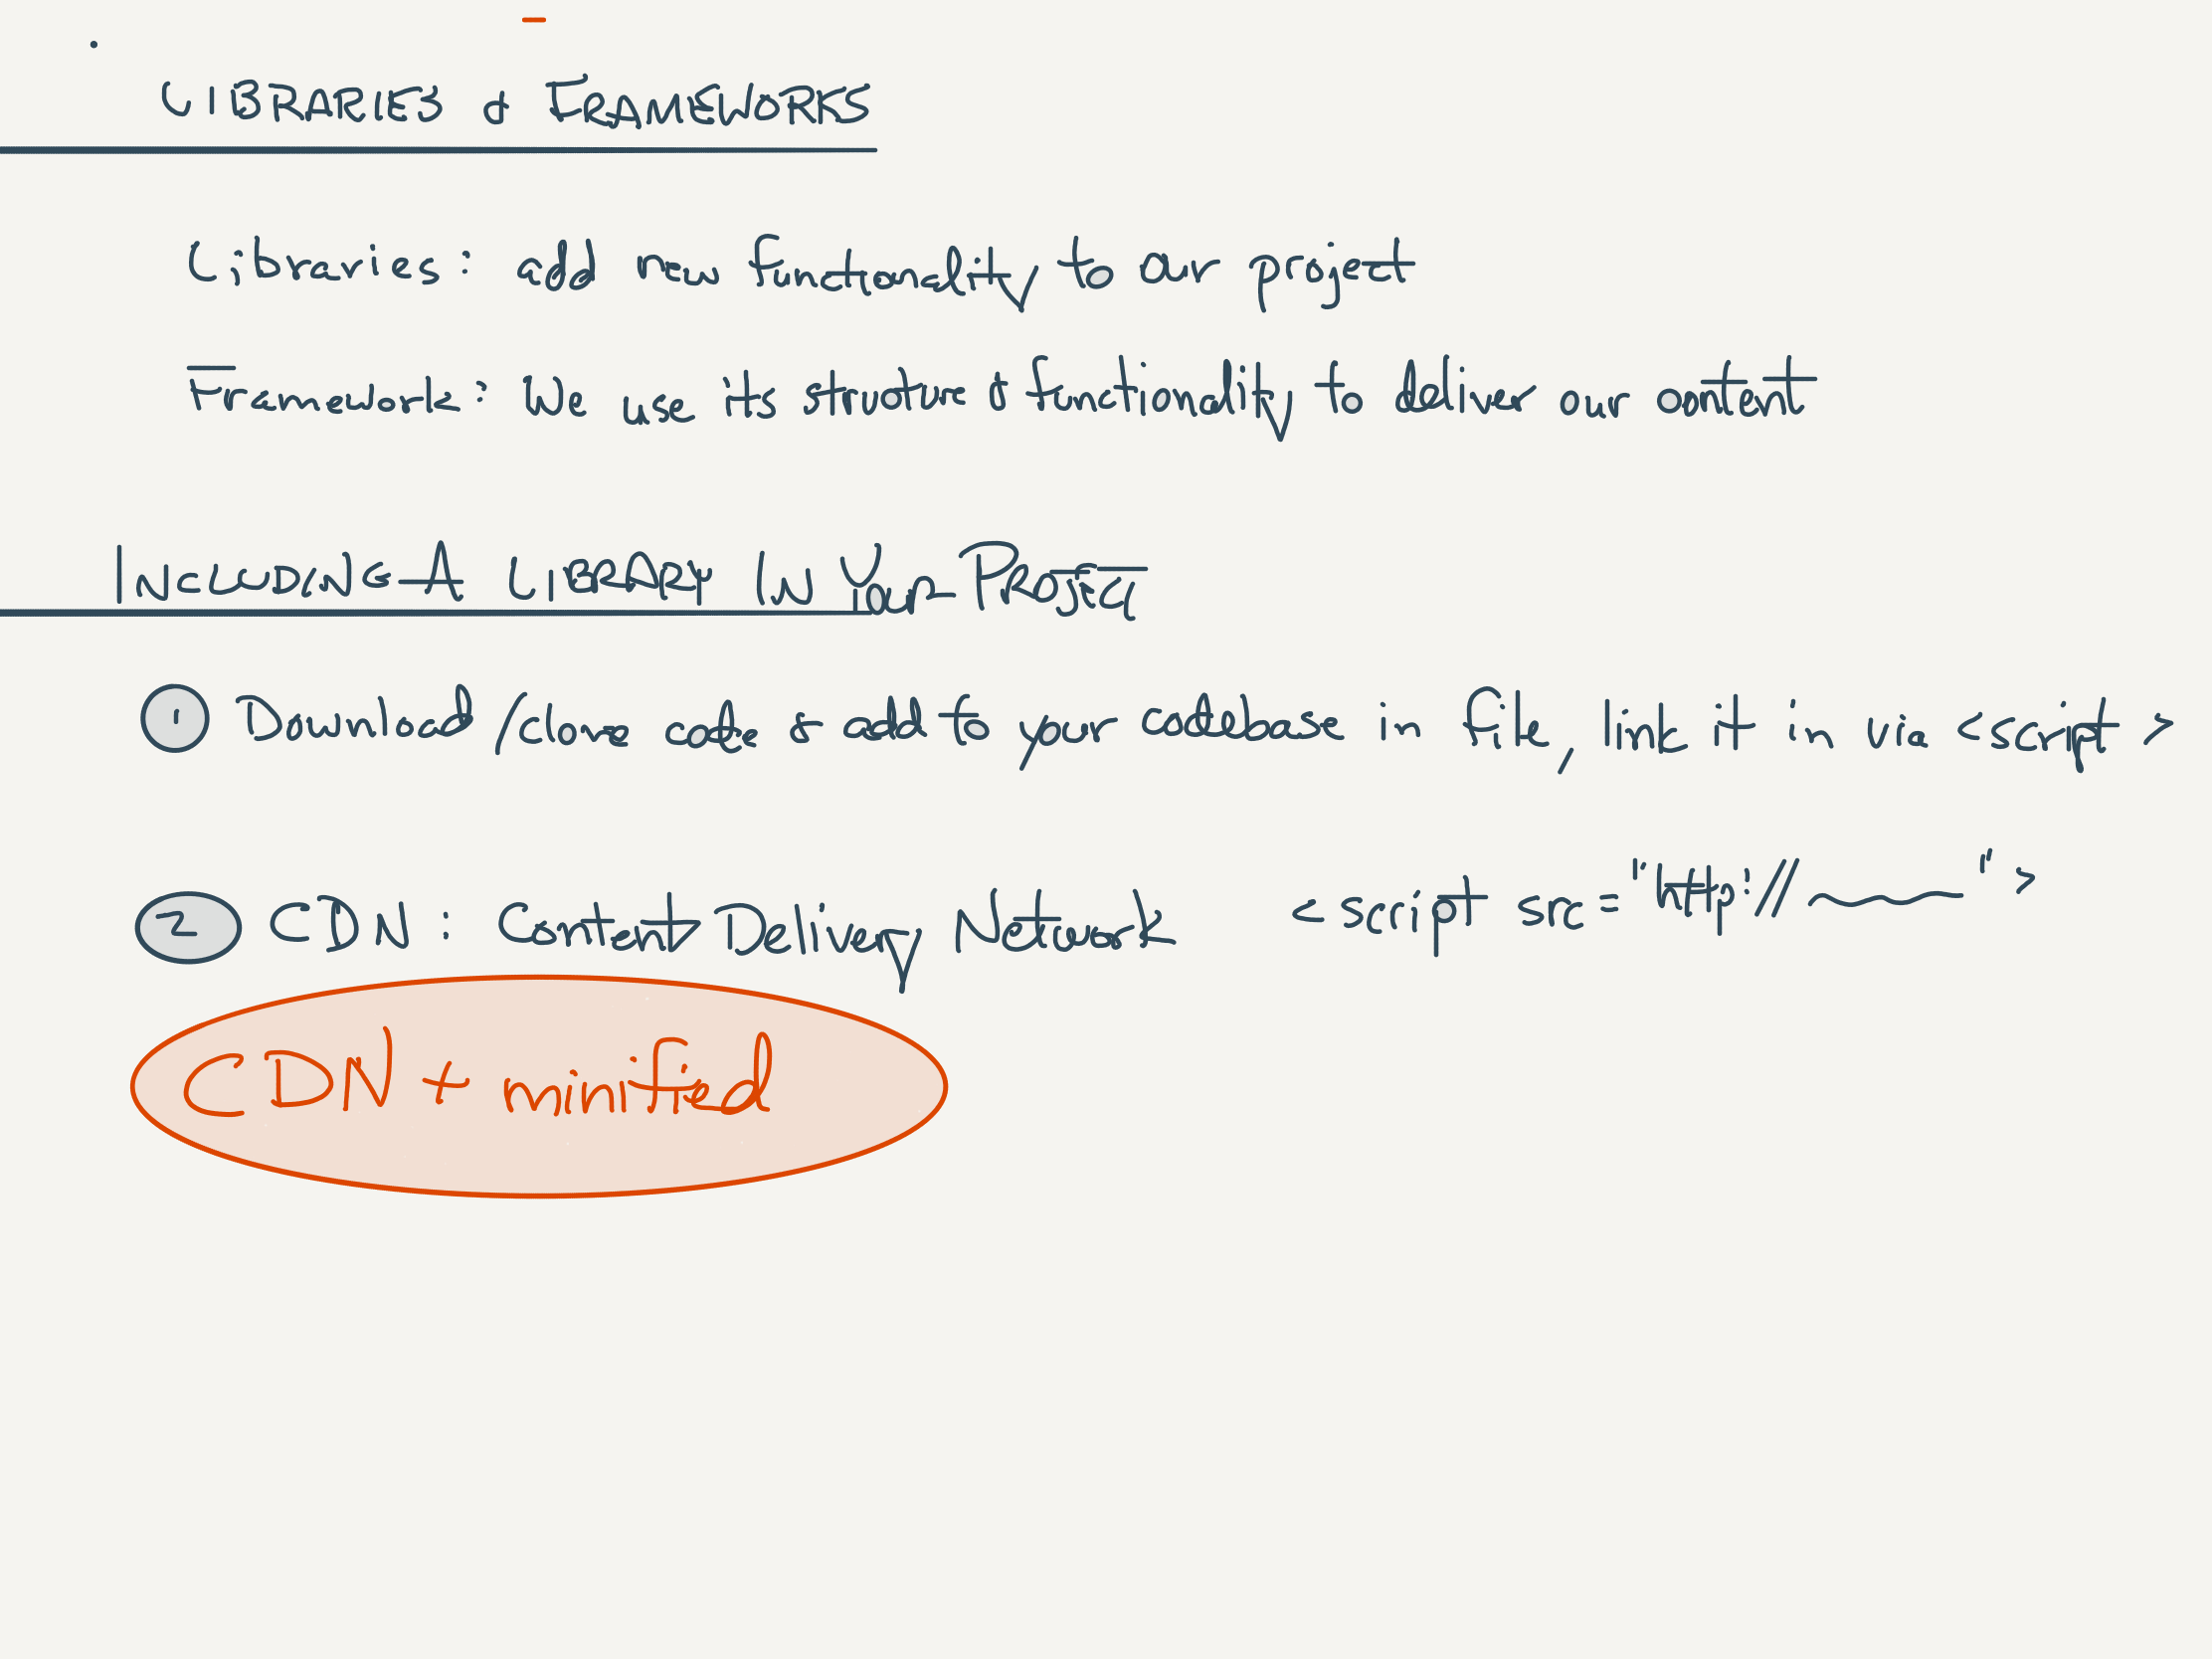 LIBRARIES & FRAMEWORKS
Libraries: add new functionality to our project
Frameworks: We use its structure & functionality to deliver our content
INCLUDING A LIBRARY IN YOUR PROJECT
1 Download/clone code & add to your codebase in file, link it in via <script>
2 CDN: Content Delivery Network <script src="http://     ">
CDN + minified